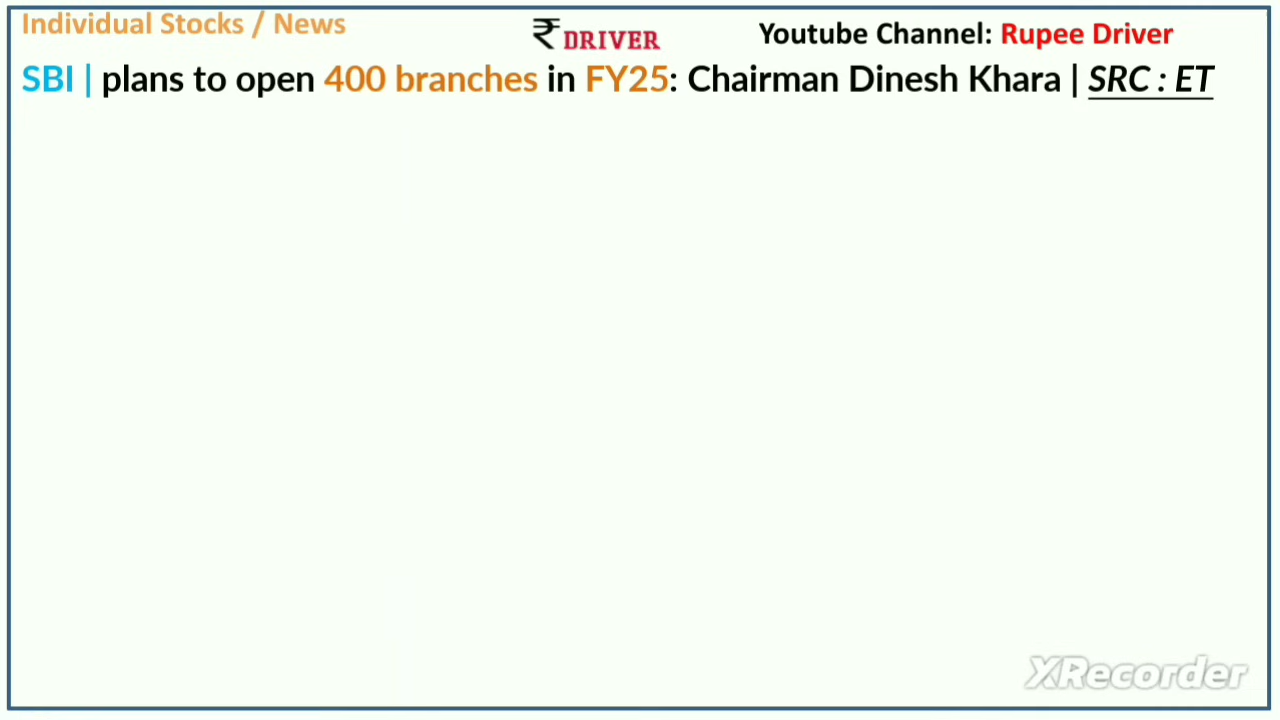 Individual Stocks / News
₹ DRIVER
Youtube Channel: Rupee Driver
SBI | plans to open 400 branches in FY25: Chairman Dinesh Khara | SRC : ET
XRecorder